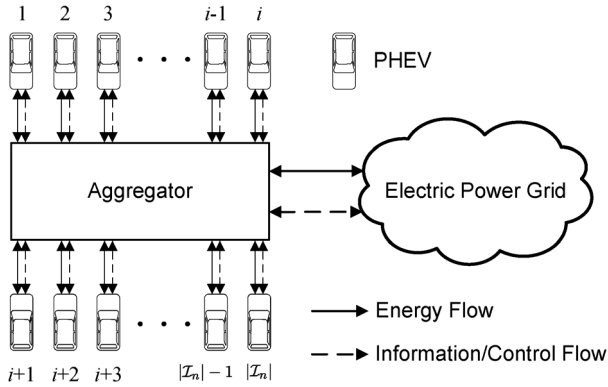 1 2 3 · · · i-1 i
PHEV
Aggregator
Electric Power Grid
Energy Flow
Information/Control Flow
i+1 i+2 i+3 · · · |ℐₙ| − 1 |ℐₙ|